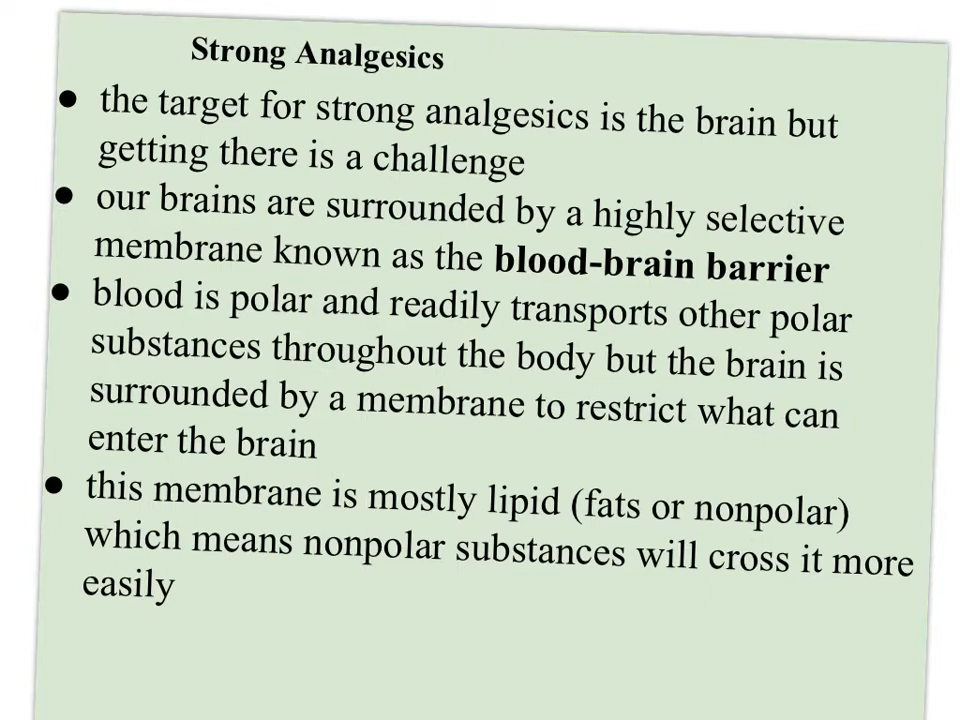 Strong Analgesics
● the target for strong analgesics is the brain but
getting there is a challenge
● our brains are surrounded by a highly selective
membrane known as the blood-brain barrier
● blood is polar and readily transports other polar
substances throughout the body but the brain is
surrounded by a membrane to restrict what can
enter the brain
● this membrane is mostly lipid (fats or nonpolar)
which means nonpolar substances will cross it more
easily